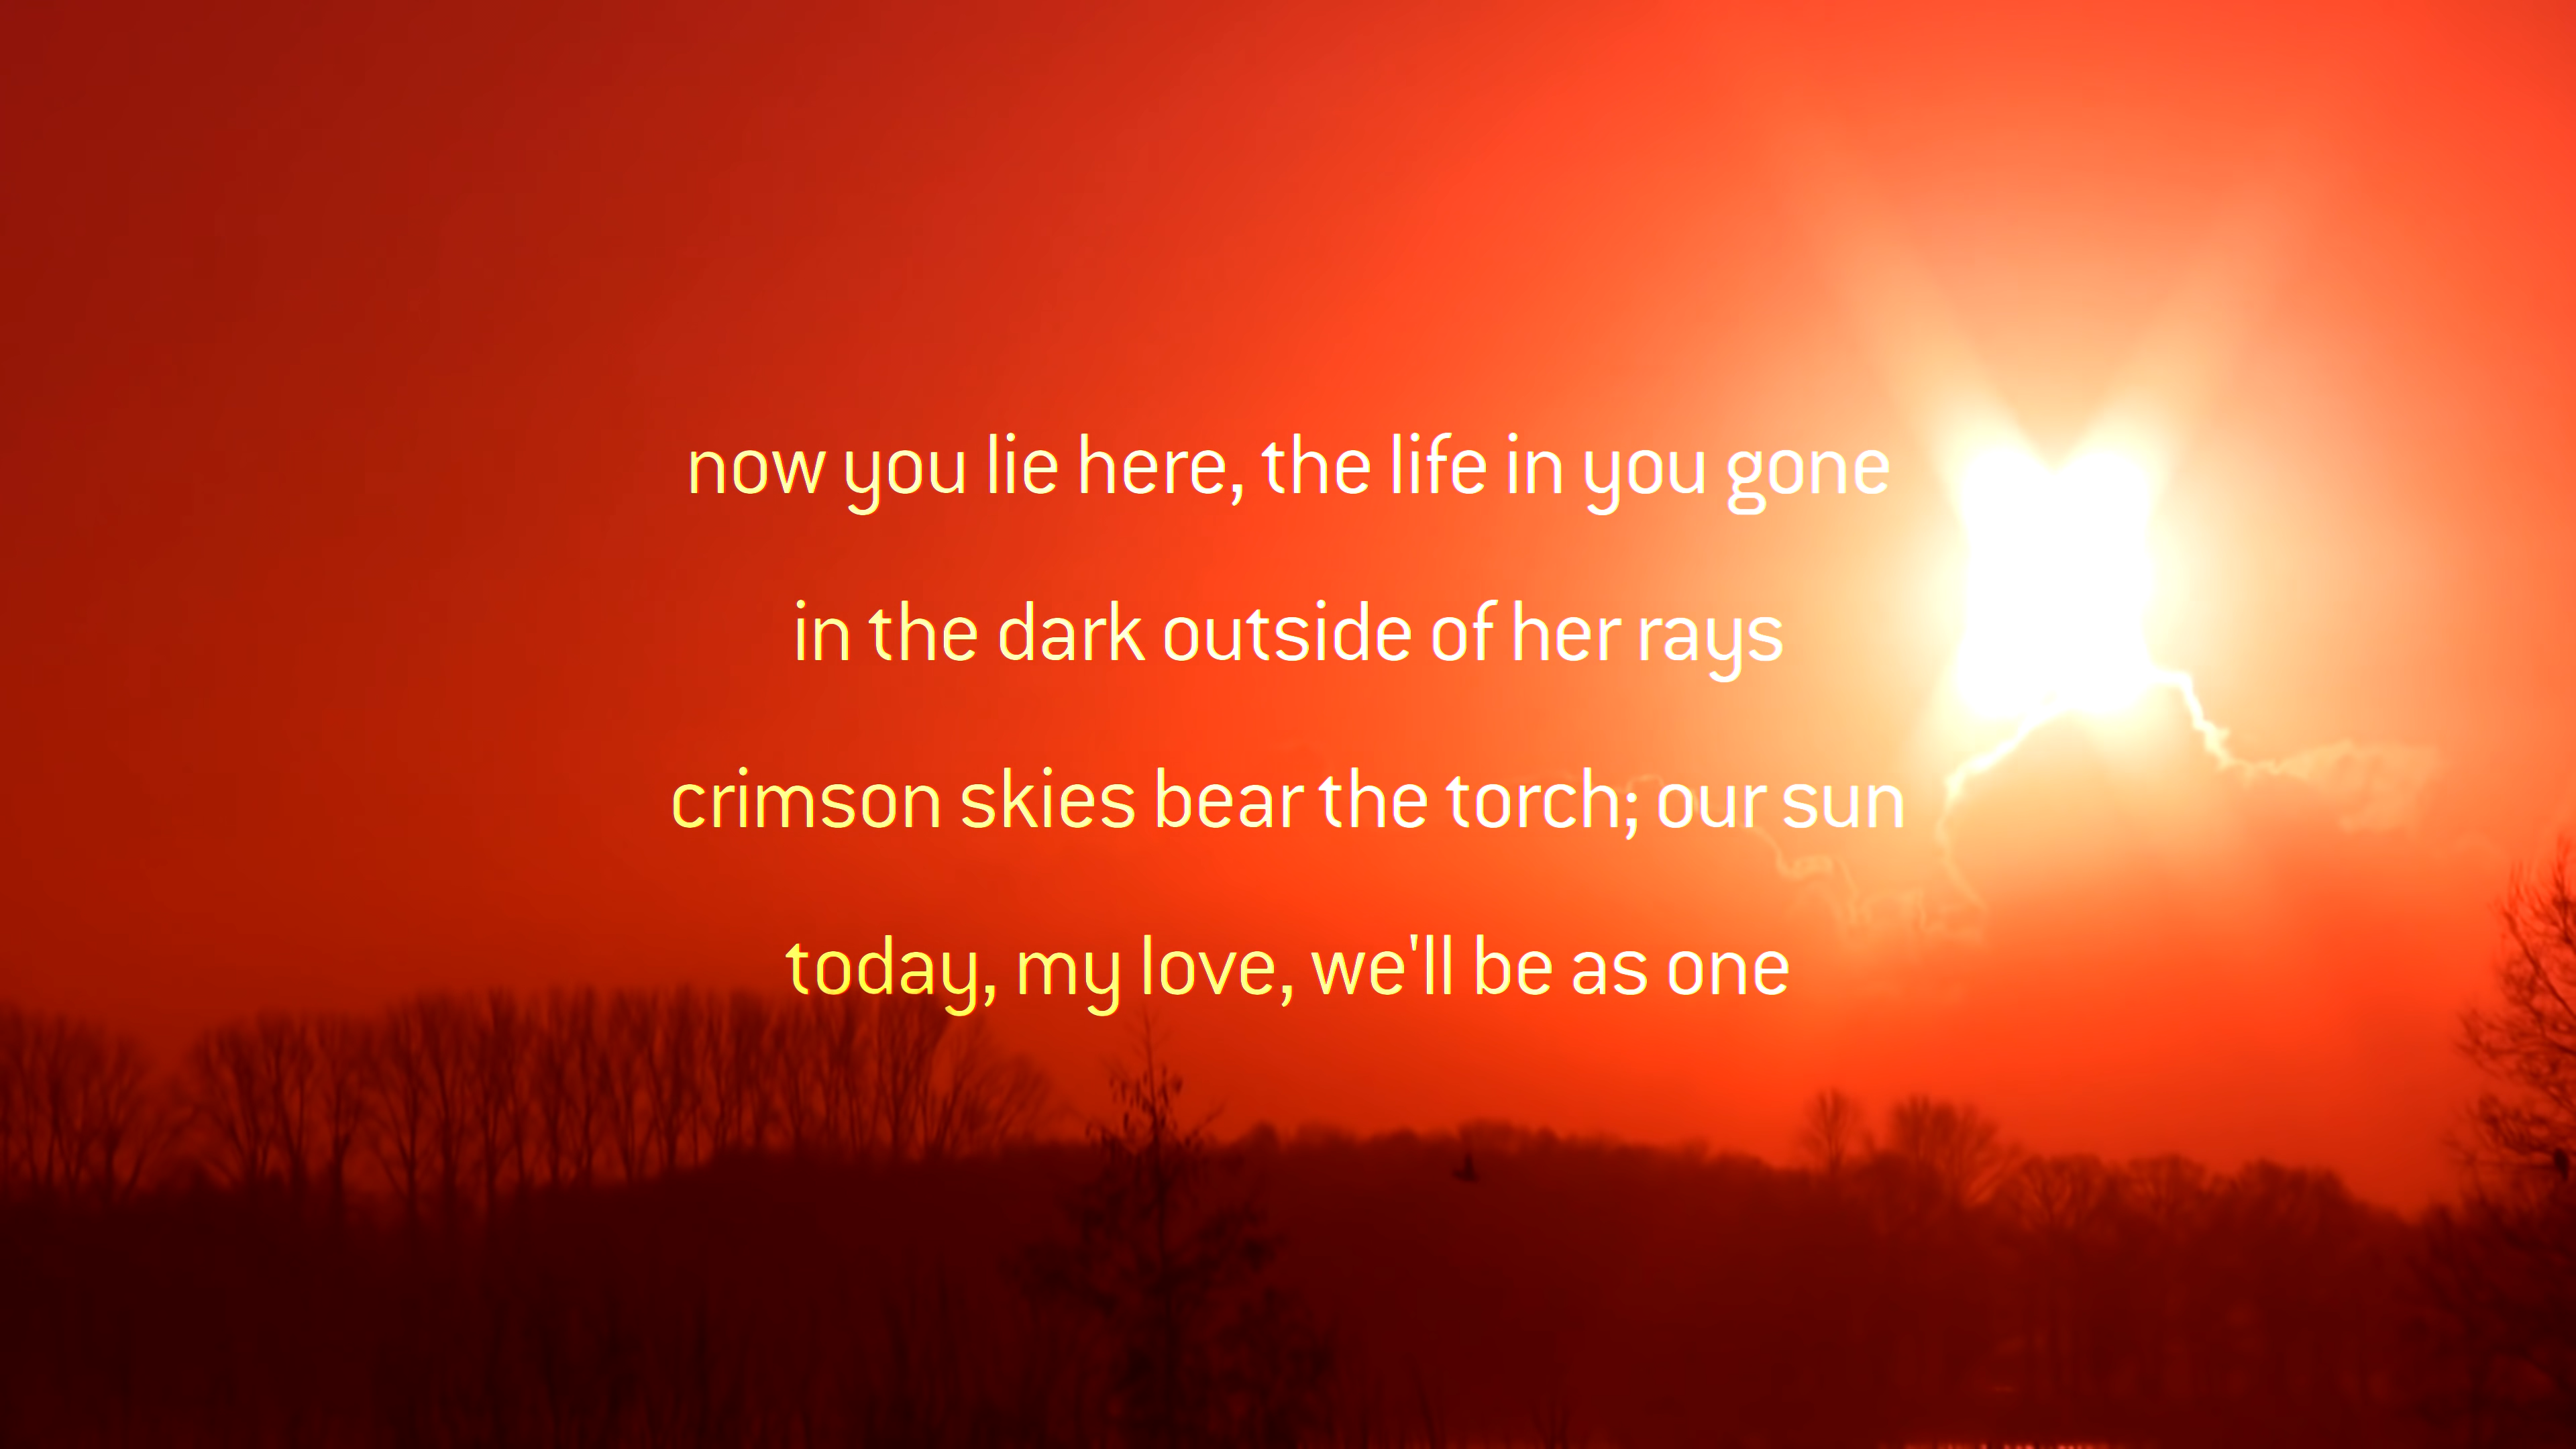 now you lie here, the life in you gone
in the dark outside of her rays
crimson skies bear the torch; our sun
today, my love, we'll be as one